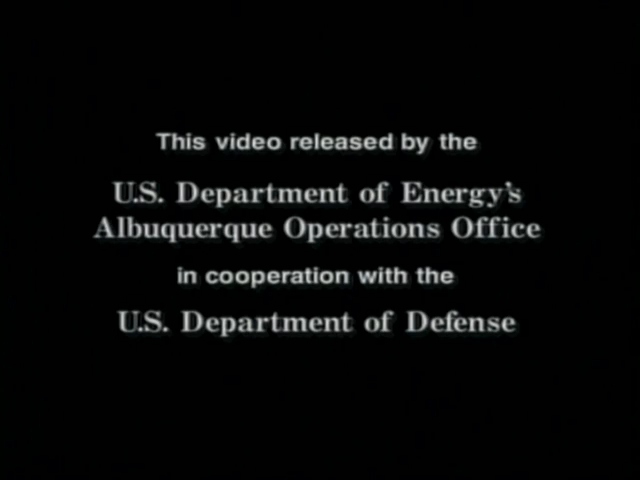 This video released by the
U.S. Department of Energy's
Albuquerque Operations Office
in cooperation with the
U.S. Department of Defense